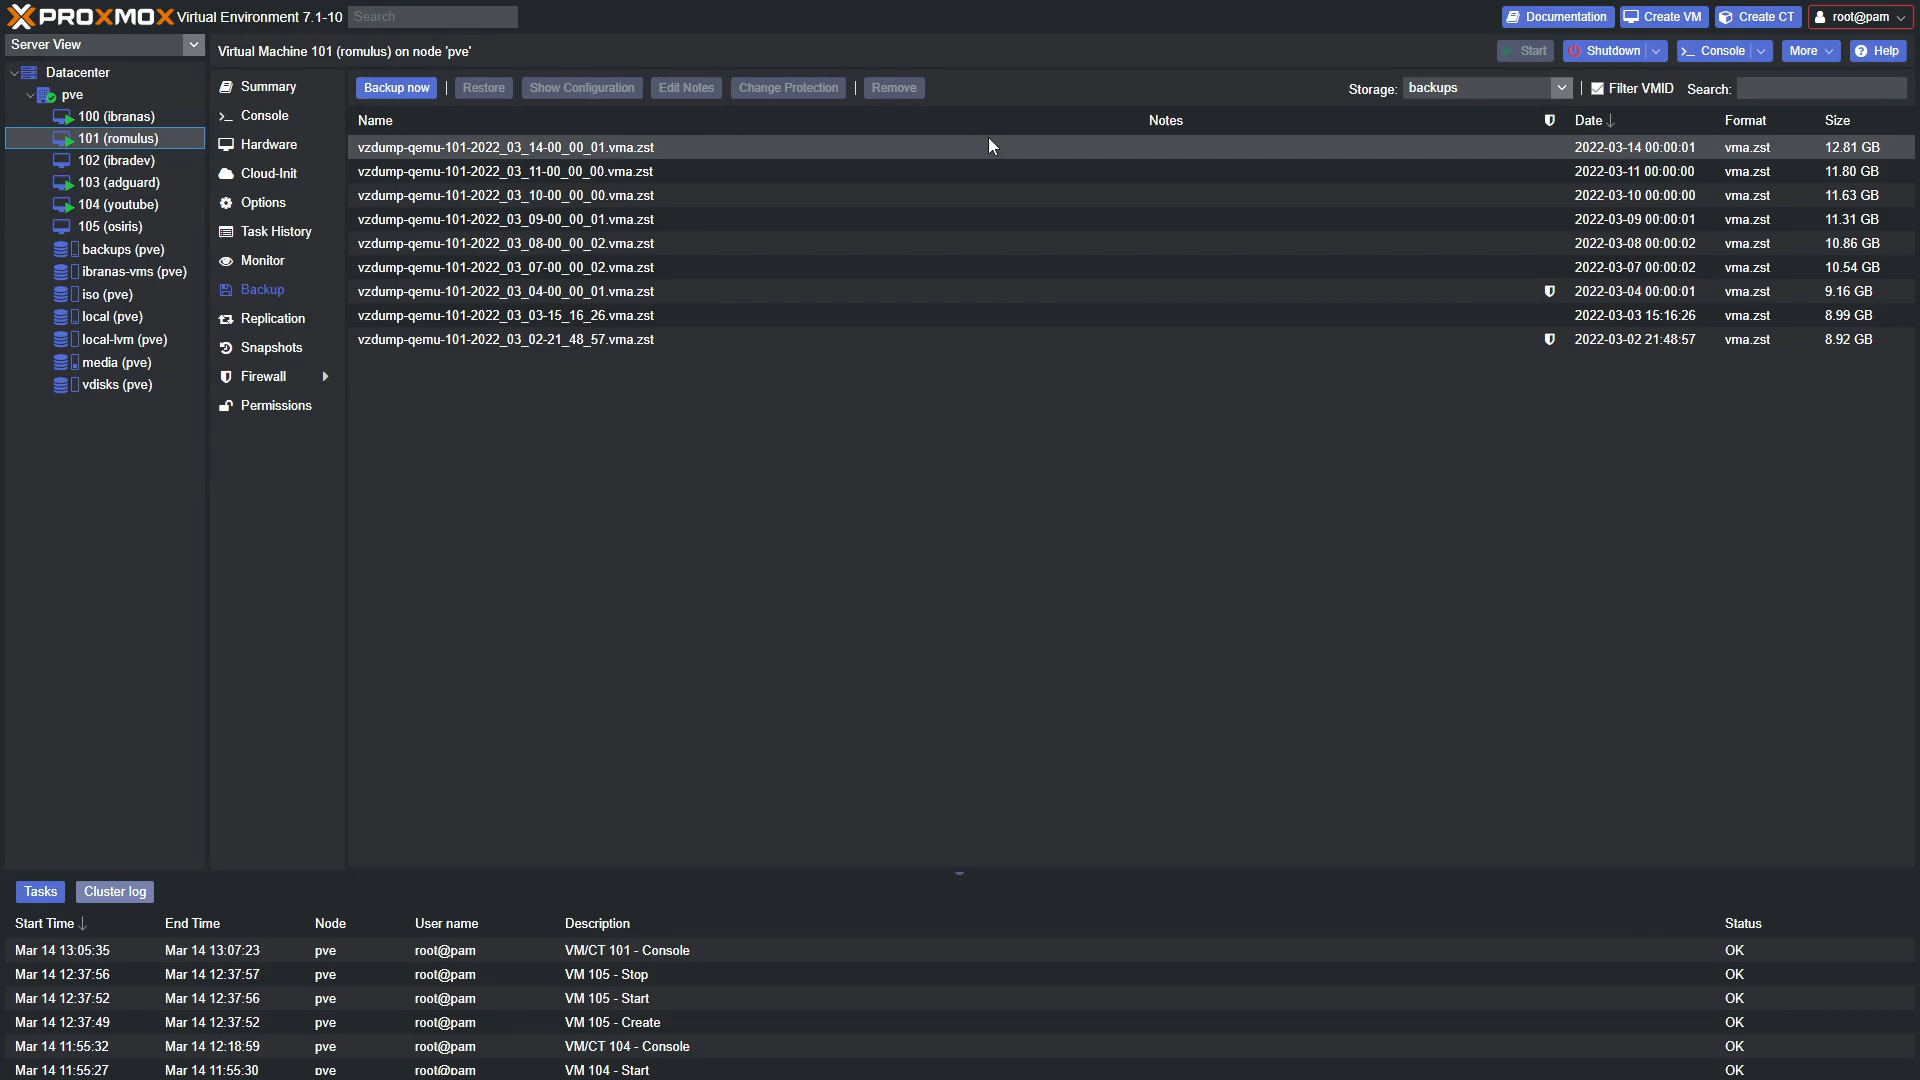 PROXMOX Virtual Environment 7.1-10 Search Documentation Create VM Create CT root@pam
Server View
Virtual Machine 101 (romulus) on node 'pve' Start Shutdown Console More Help
Datacenter
pve
100 (ibranas)
101 (romulus)
102 (ibradev)
103 (adguard)
104 (youtube)
105 (osiris)
backups (pve)
ibranas-vms (pve)
iso (pve)
local (pve)
local-lvm (pve)
media (pve)
vdisks (pve)
Summary
Console
Hardware
Cloud-Init
Options
Task History
Monitor
Backup
Replication
Snapshots
Firewall
Permissions
Backup now Restore Show Configuration Edit Notes Change Protection Remove Storage: backups Filter VMID Search:
Name Notes Date Format Size
vzdump-qemu-101-2022_03_14-00_00_01.vma.zst 2022-03-14 00:00:01 vma.zst 12.81 GB
vzdump-qemu-101-2022_03_11-00_00_00.vma.zst 2022-03-11 00:00:00 vma.zst 11.80 GB
vzdump-qemu-101-2022_03_10-00_00_00.vma.zst 2022-03-10 00:00:00 vma.zst 11.63 GB
vzdump-qemu-101-2022_03_09-00_00_01.vma.zst 2022-03-09 00:00:01 vma.zst 11.31 GB
vzdump-qemu-101-2022_03_08-00_00_02.vma.zst 2022-03-08 00:00:02 vma.zst 10.86 GB
vzdump-qemu-101-2022_03_07-00_00_02.vma.zst 2022-03-07 00:00:02 vma.zst 10.54 GB
vzdump-qemu-101-2022_03_04-00_00_01.vma.zst 2022-03-04 00:00:01 vma.zst 9.16 GB
vzdump-qemu-101-2022_03_03-15_16_26.vma.zst 2022-03-03 15:16:26 vma.zst 8.99 GB
vzdump-qemu-101-2022_03_02-21_48_57.vma.zst 2022-03-02 21:48:57 vma.zst 8.92 GB
Tasks Cluster log
Start Time End Time Node User name Description Status
Mar 14 13:05:35 Mar 14 13:07:23 pve root@pam VM/CT 101 - Console OK
Mar 14 12:37:56 Mar 14 12:37:57 pve root@pam VM 105 - Stop OK
Mar 14 12:37:52 Mar 14 12:37:56 pve root@pam VM 105 - Start OK
Mar 14 12:37:49 Mar 14 12:37:52 pve root@pam VM 105 - Create OK
Mar 14 11:55:32 Mar 14 12:18:59 pve root@pam VM/CT 104 - Console OK
Mar 14 11:55:27 Mar 14 11:55:30 pve root@pam VM 104 - Start OK